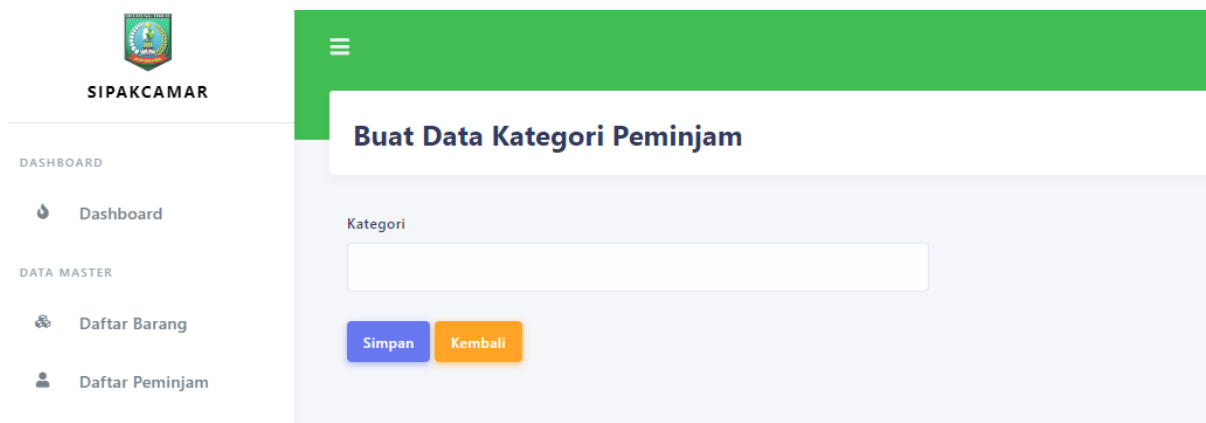 SIPAKCAMAR
DASHBOARD
Dashboard
DATA MASTER
Daftar Barang
Daftar Peminjam
Buat Data Kategori Peminjam
Kategori
Simpan
Kembali